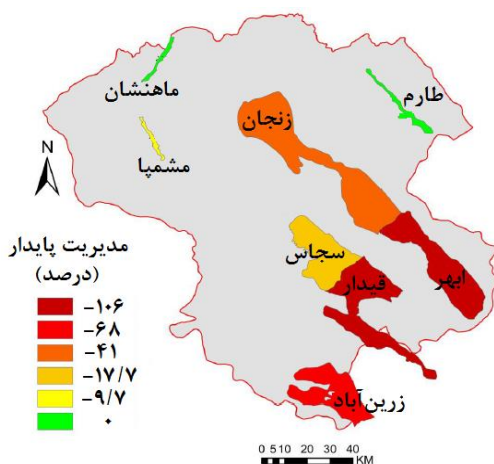 ماهنشان
طارم
زنجان
مشمپا
N
سجاس
قیدار
ابهر
زرین‌آباد
مدیریت پایدار
(درصد)
-۱۰۶
-۶۸
-۴۱
-۱۷/۷
-۹/۷
۰
0 5 10 20 30 40
KM